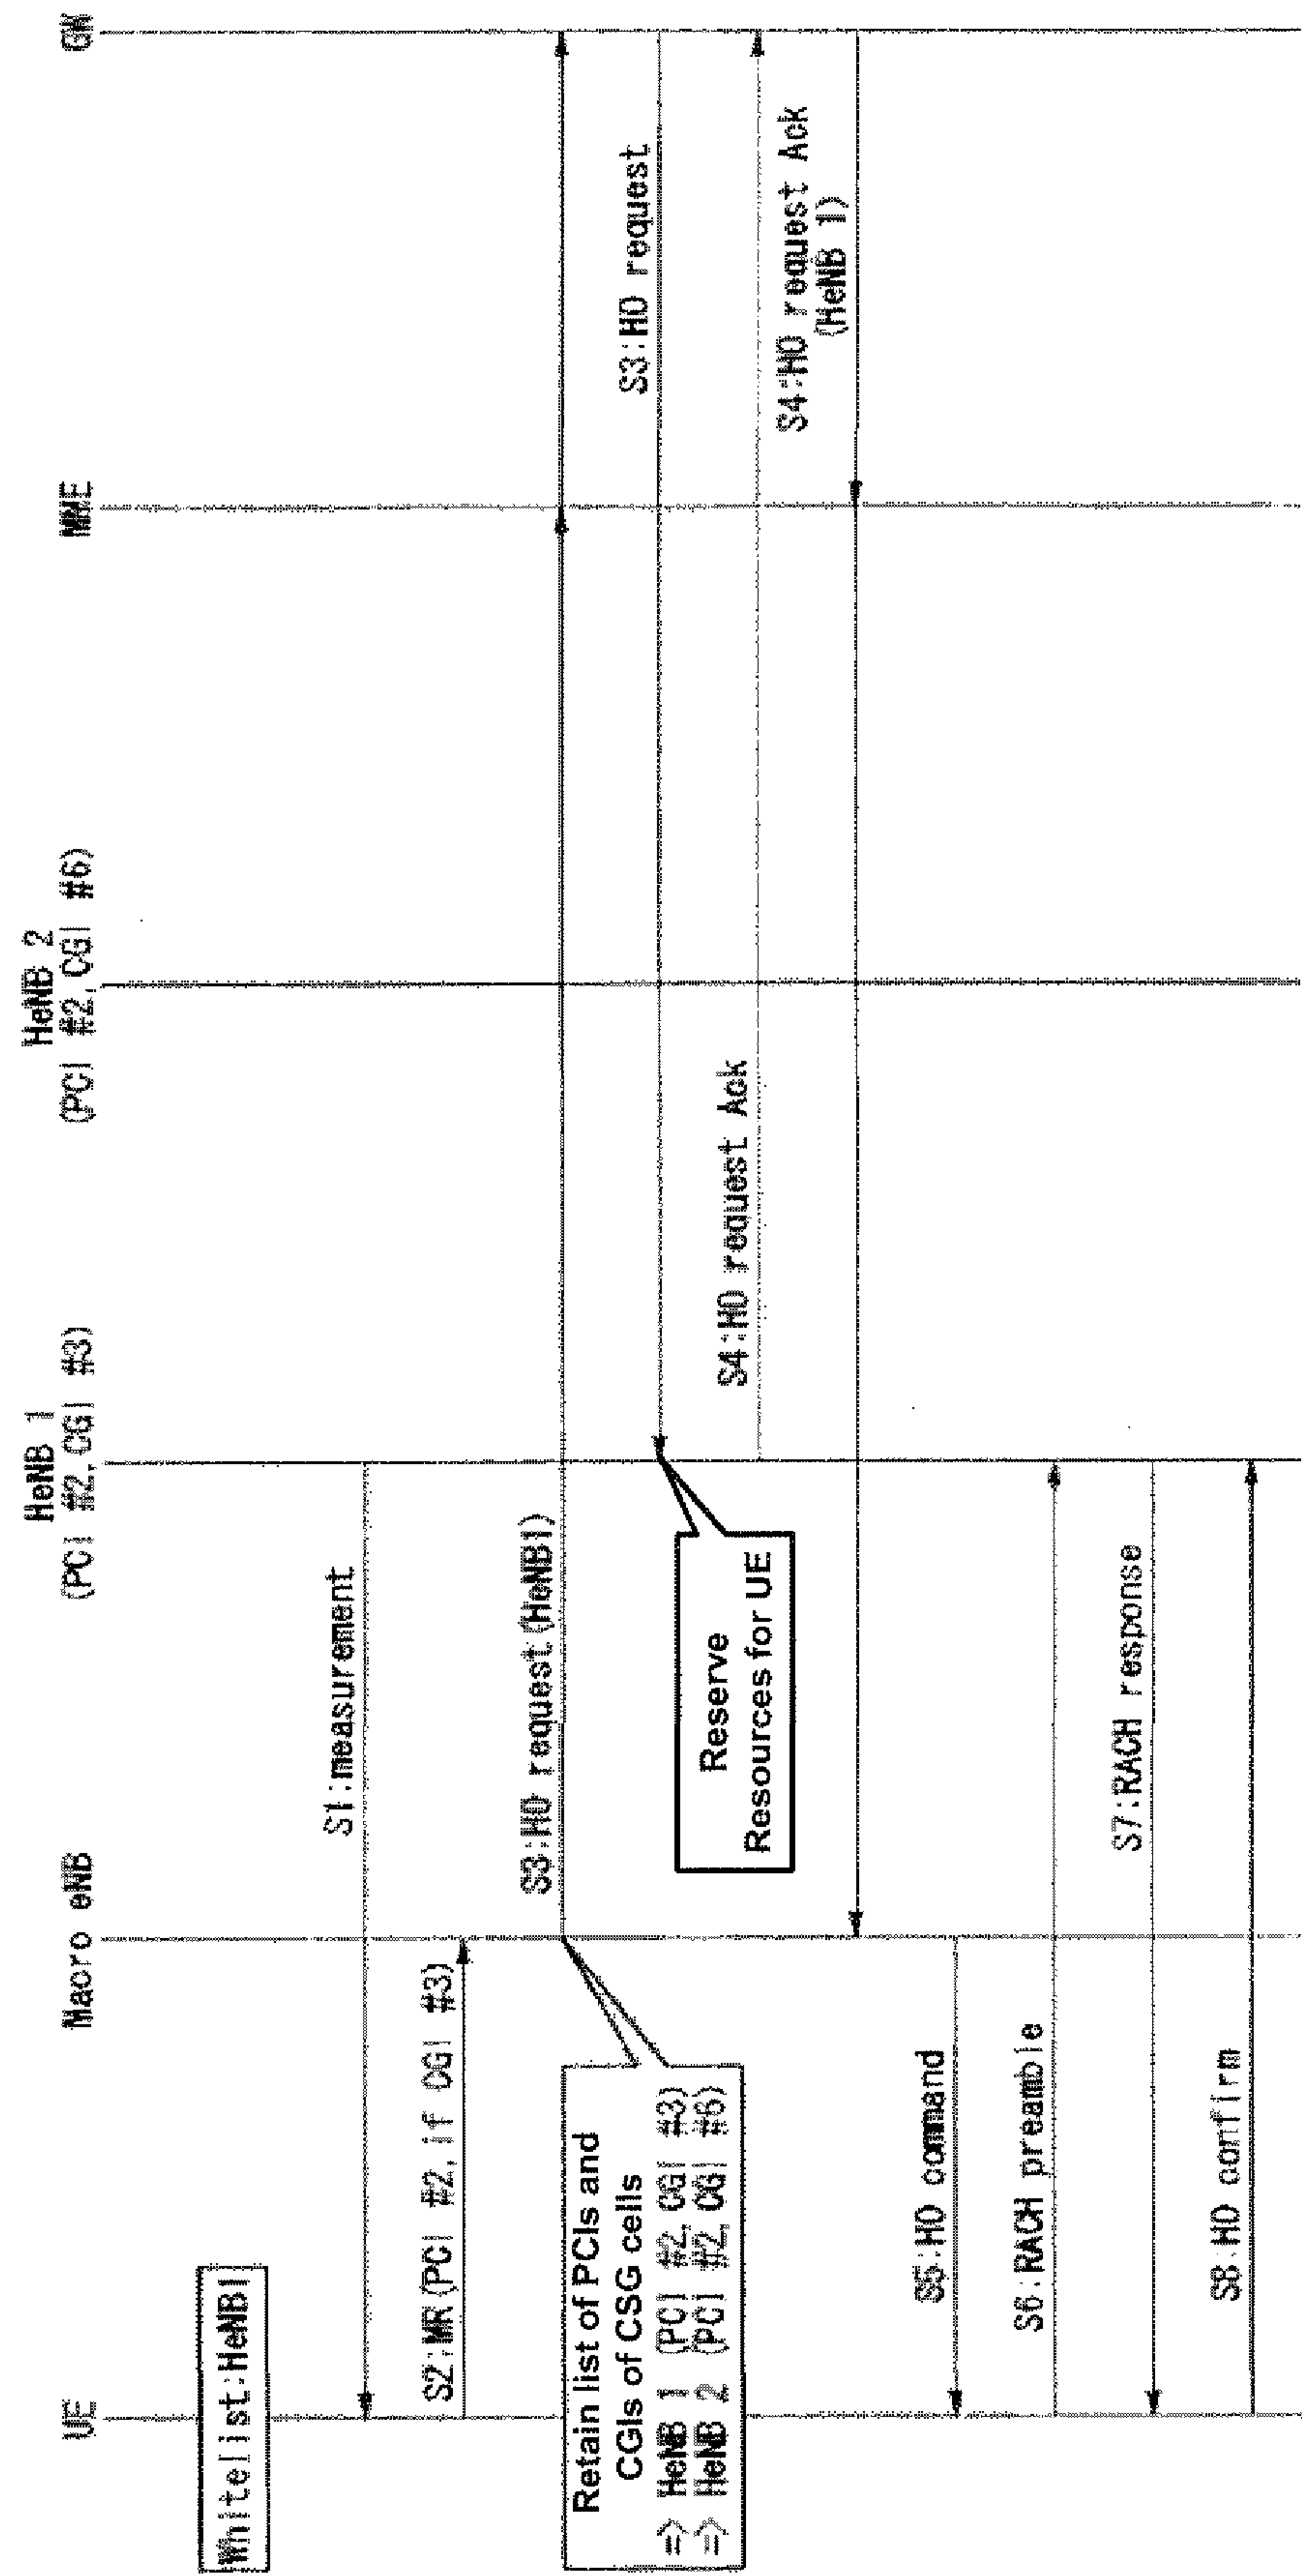 UE
Macro eNB
HeNB 1
(PCI #2, CGI #3)
HeNB 2
(PCI #2, CGI #6)
MME
GW
Whitelist:HeNB1
S1:measurement
S2:MR(PCI #2, if CGI #3)
S3:HO request(HeNB1)
Retain list of PCIs and
CGIs of CSG cells
=> HeNB 1 (PCI #2, CGI #3)
=> HeNB 2 (PCI #2, CGI #6)
S3:HO request
Reserve
Resources for UE
S4:HO request Ack
S4:HO request Ack
(HeNB 1)
S5:HO command
S6:RACH preamble
S7:RACH response
S8:HO confirm